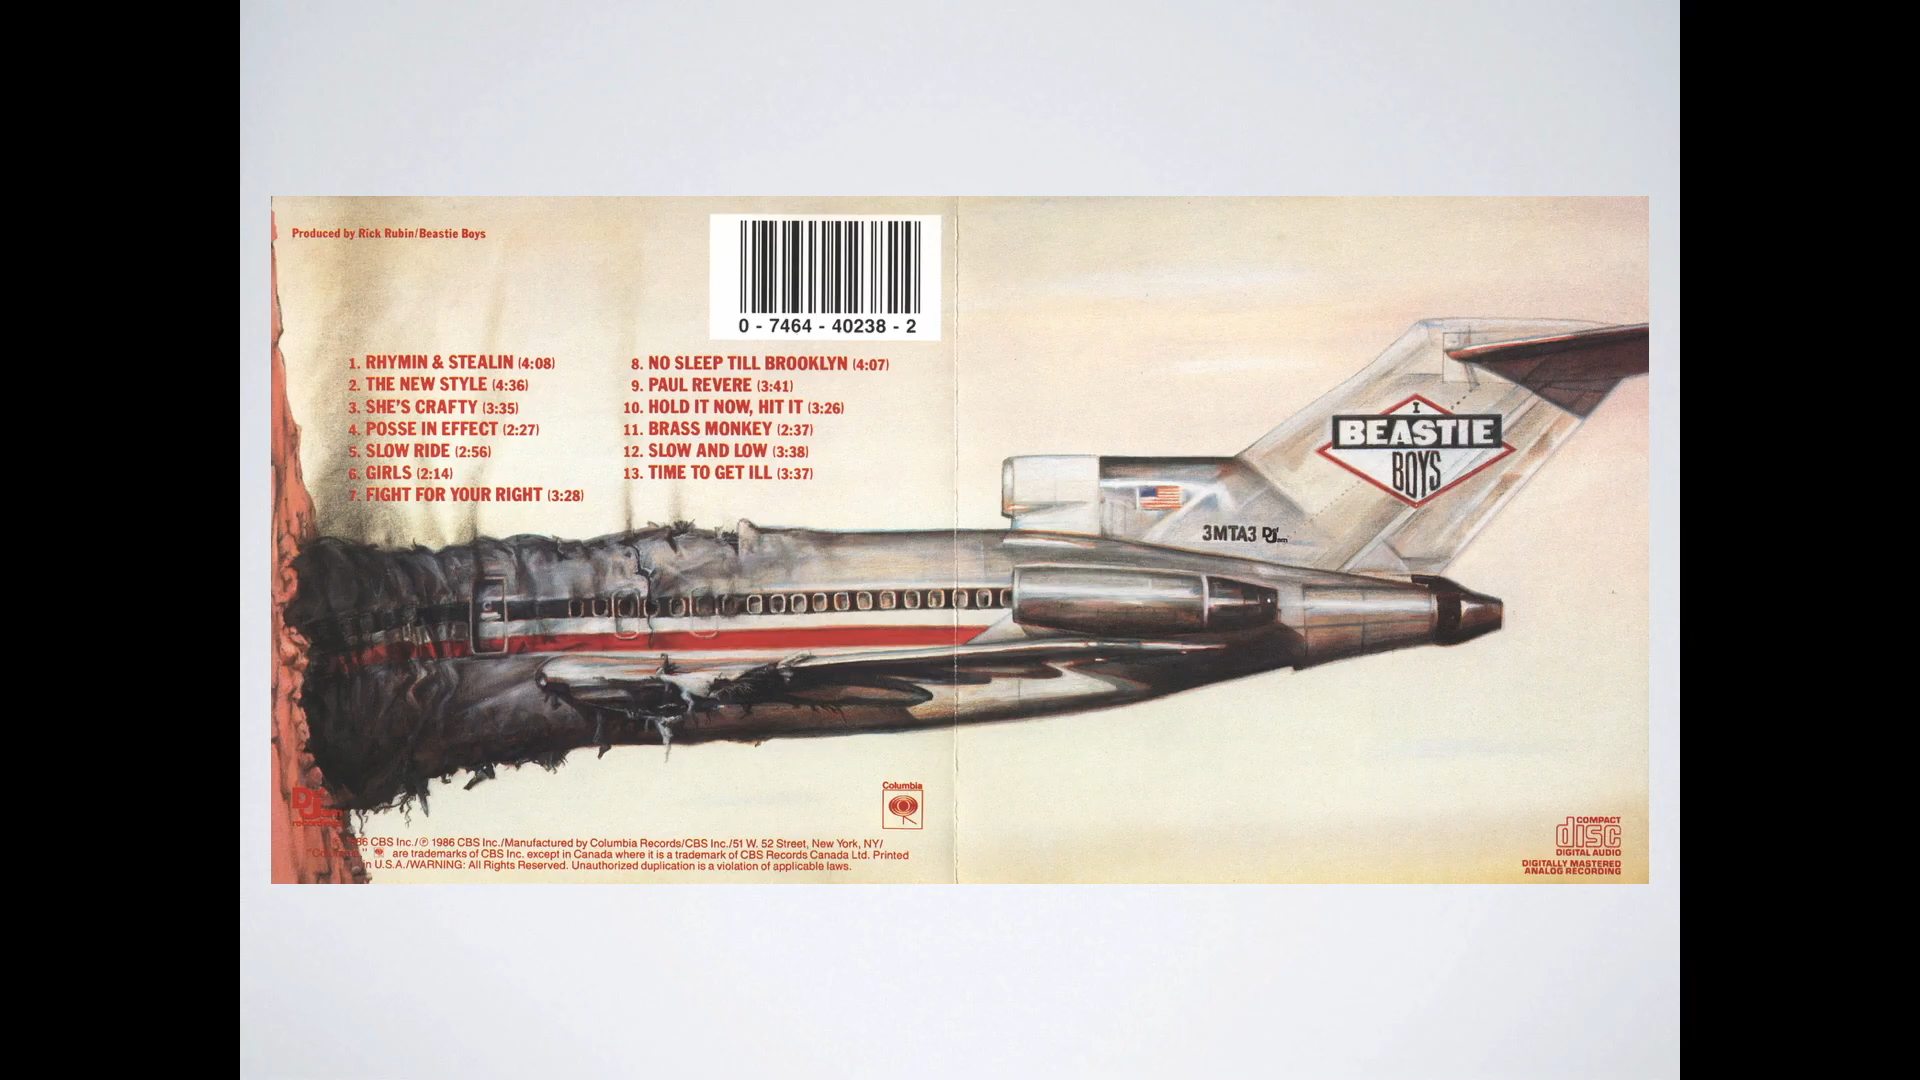 Produced by Rick Rubin/Beastie Boys
0 - 7464 - 40238 - 2
1. RHYMIN & STEALIN (4:08)
2. THE NEW STYLE (4:36)
3. SHE'S CRAFTY (3:35)
4. POSSE IN EFFECT (2:27)
5. SLOW RIDE (2:56)
6. GIRLS (2:14)
7. FIGHT FOR YOUR RIGHT (3:28)
8. NO SLEEP TILL BROOKLYN (4:07)
9. PAUL REVERE (3:41)
10. HOLD IT NOW, HIT IT (3:26)
11. BRASS MONKEY (2:37)
12. SLOW AND LOW (3:38)
13. TIME TO GET ILL (3:37)
Columbia
Def Jam
recordings
86 CBS Inc./℗ 1986 CBS Inc./Manufactured by Columbia Records/CBS Inc./51 W. 52 Street, New York, NY/
are trademarks of CBS Inc. except in Canada where it is a trademark of CBS Records Canada Ltd. Printed
in U.S.A./WARNING: All Rights Reserved. Unauthorized duplication is a violation of applicable laws.
I
BEASTIE
BOYS
3MTA3 DefJam
COMPACT
disc
DIGITAL AUDIO
DIGITALLY MASTERED
ANALOG RECORDING